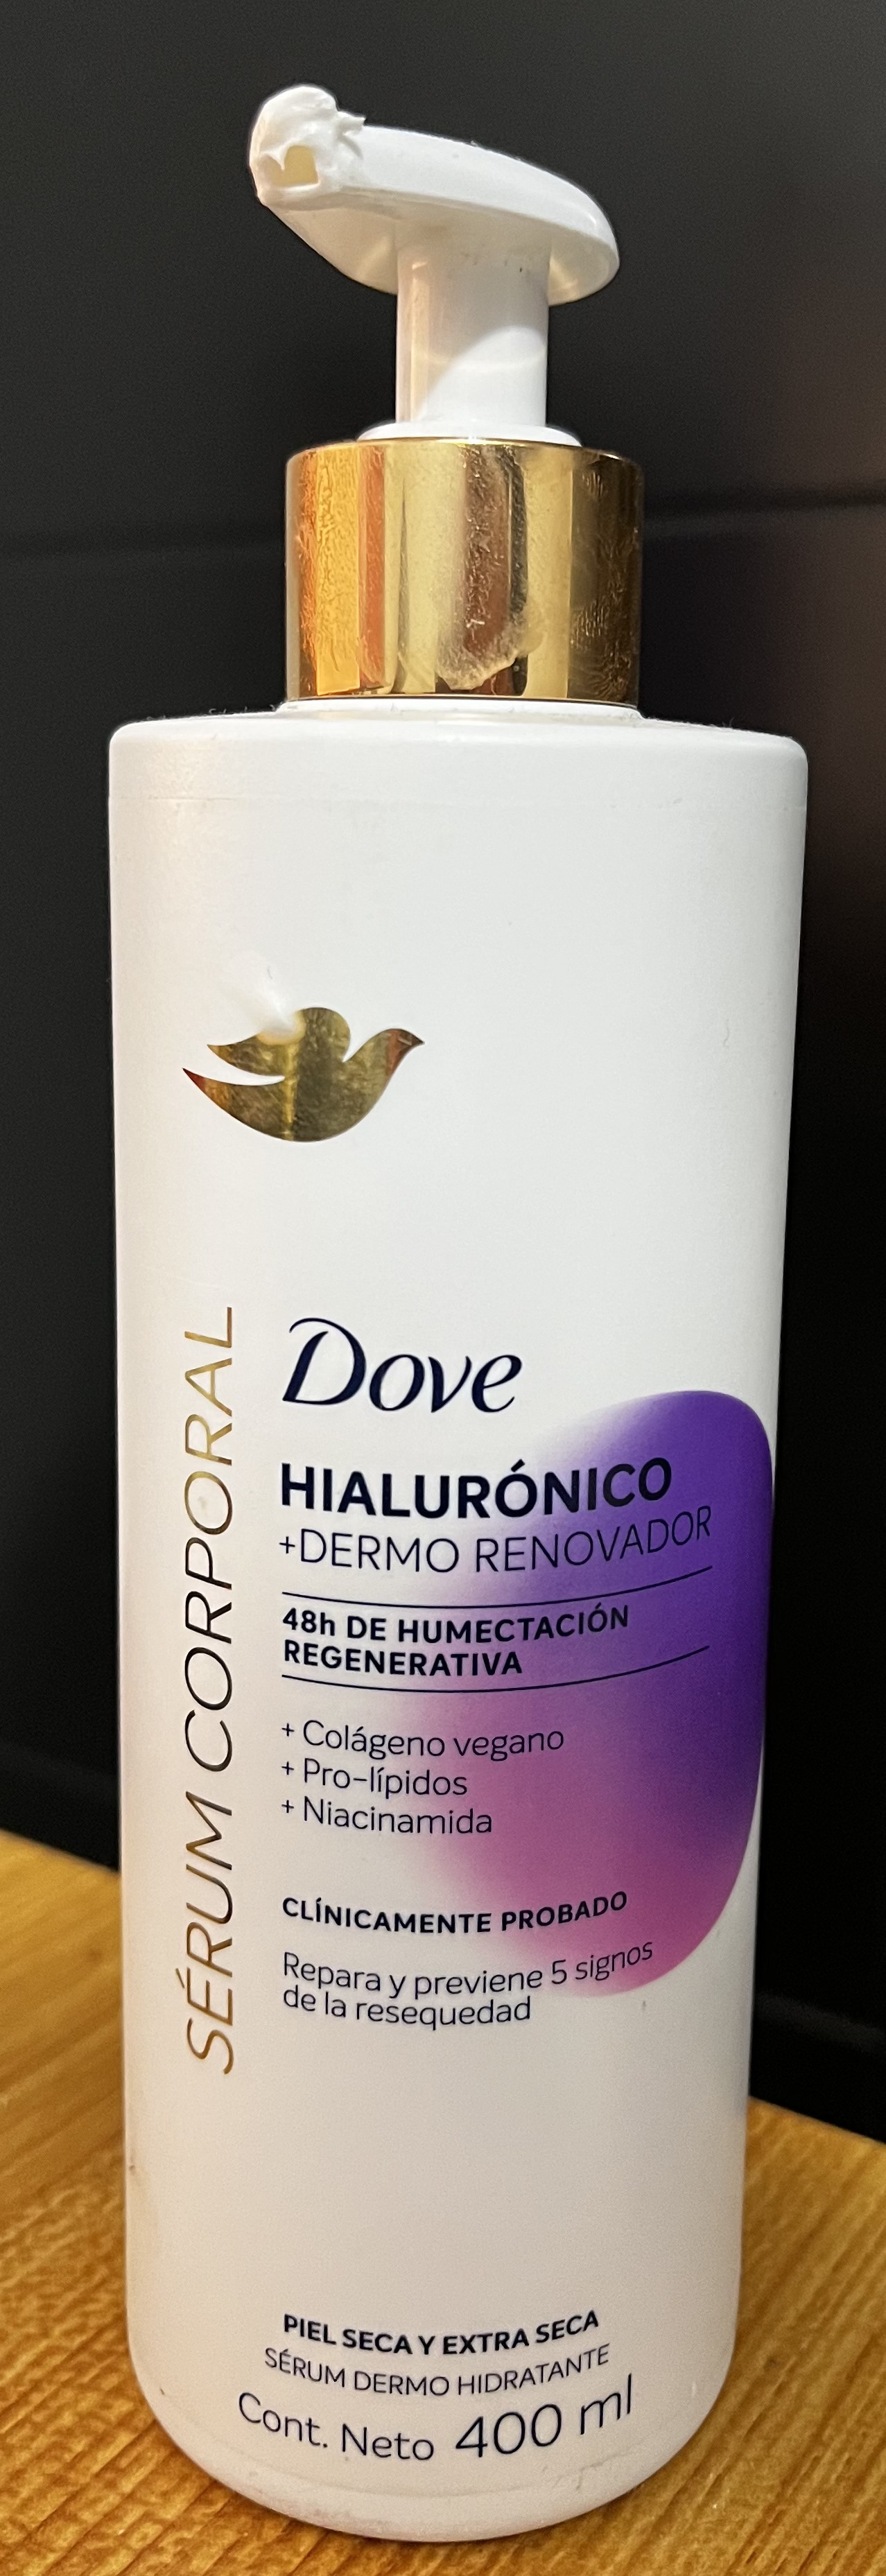 SÉRUM CORPORAL
Dove
HIALURÓNICO
+DERMO RENOVADOR
48h DE HUMECTACIÓN
REGENERATIVA
+ Colágeno vegano
+ Pro-lípidos
+ Niacinamida
CLÍNICAMENTE PROBADO
Repara y previene 5 signos
de la resequedad
PIEL SECA Y EXTRA SECA
SÉRUM DERMO HIDRATANTE
Cont. Neto 400 ml